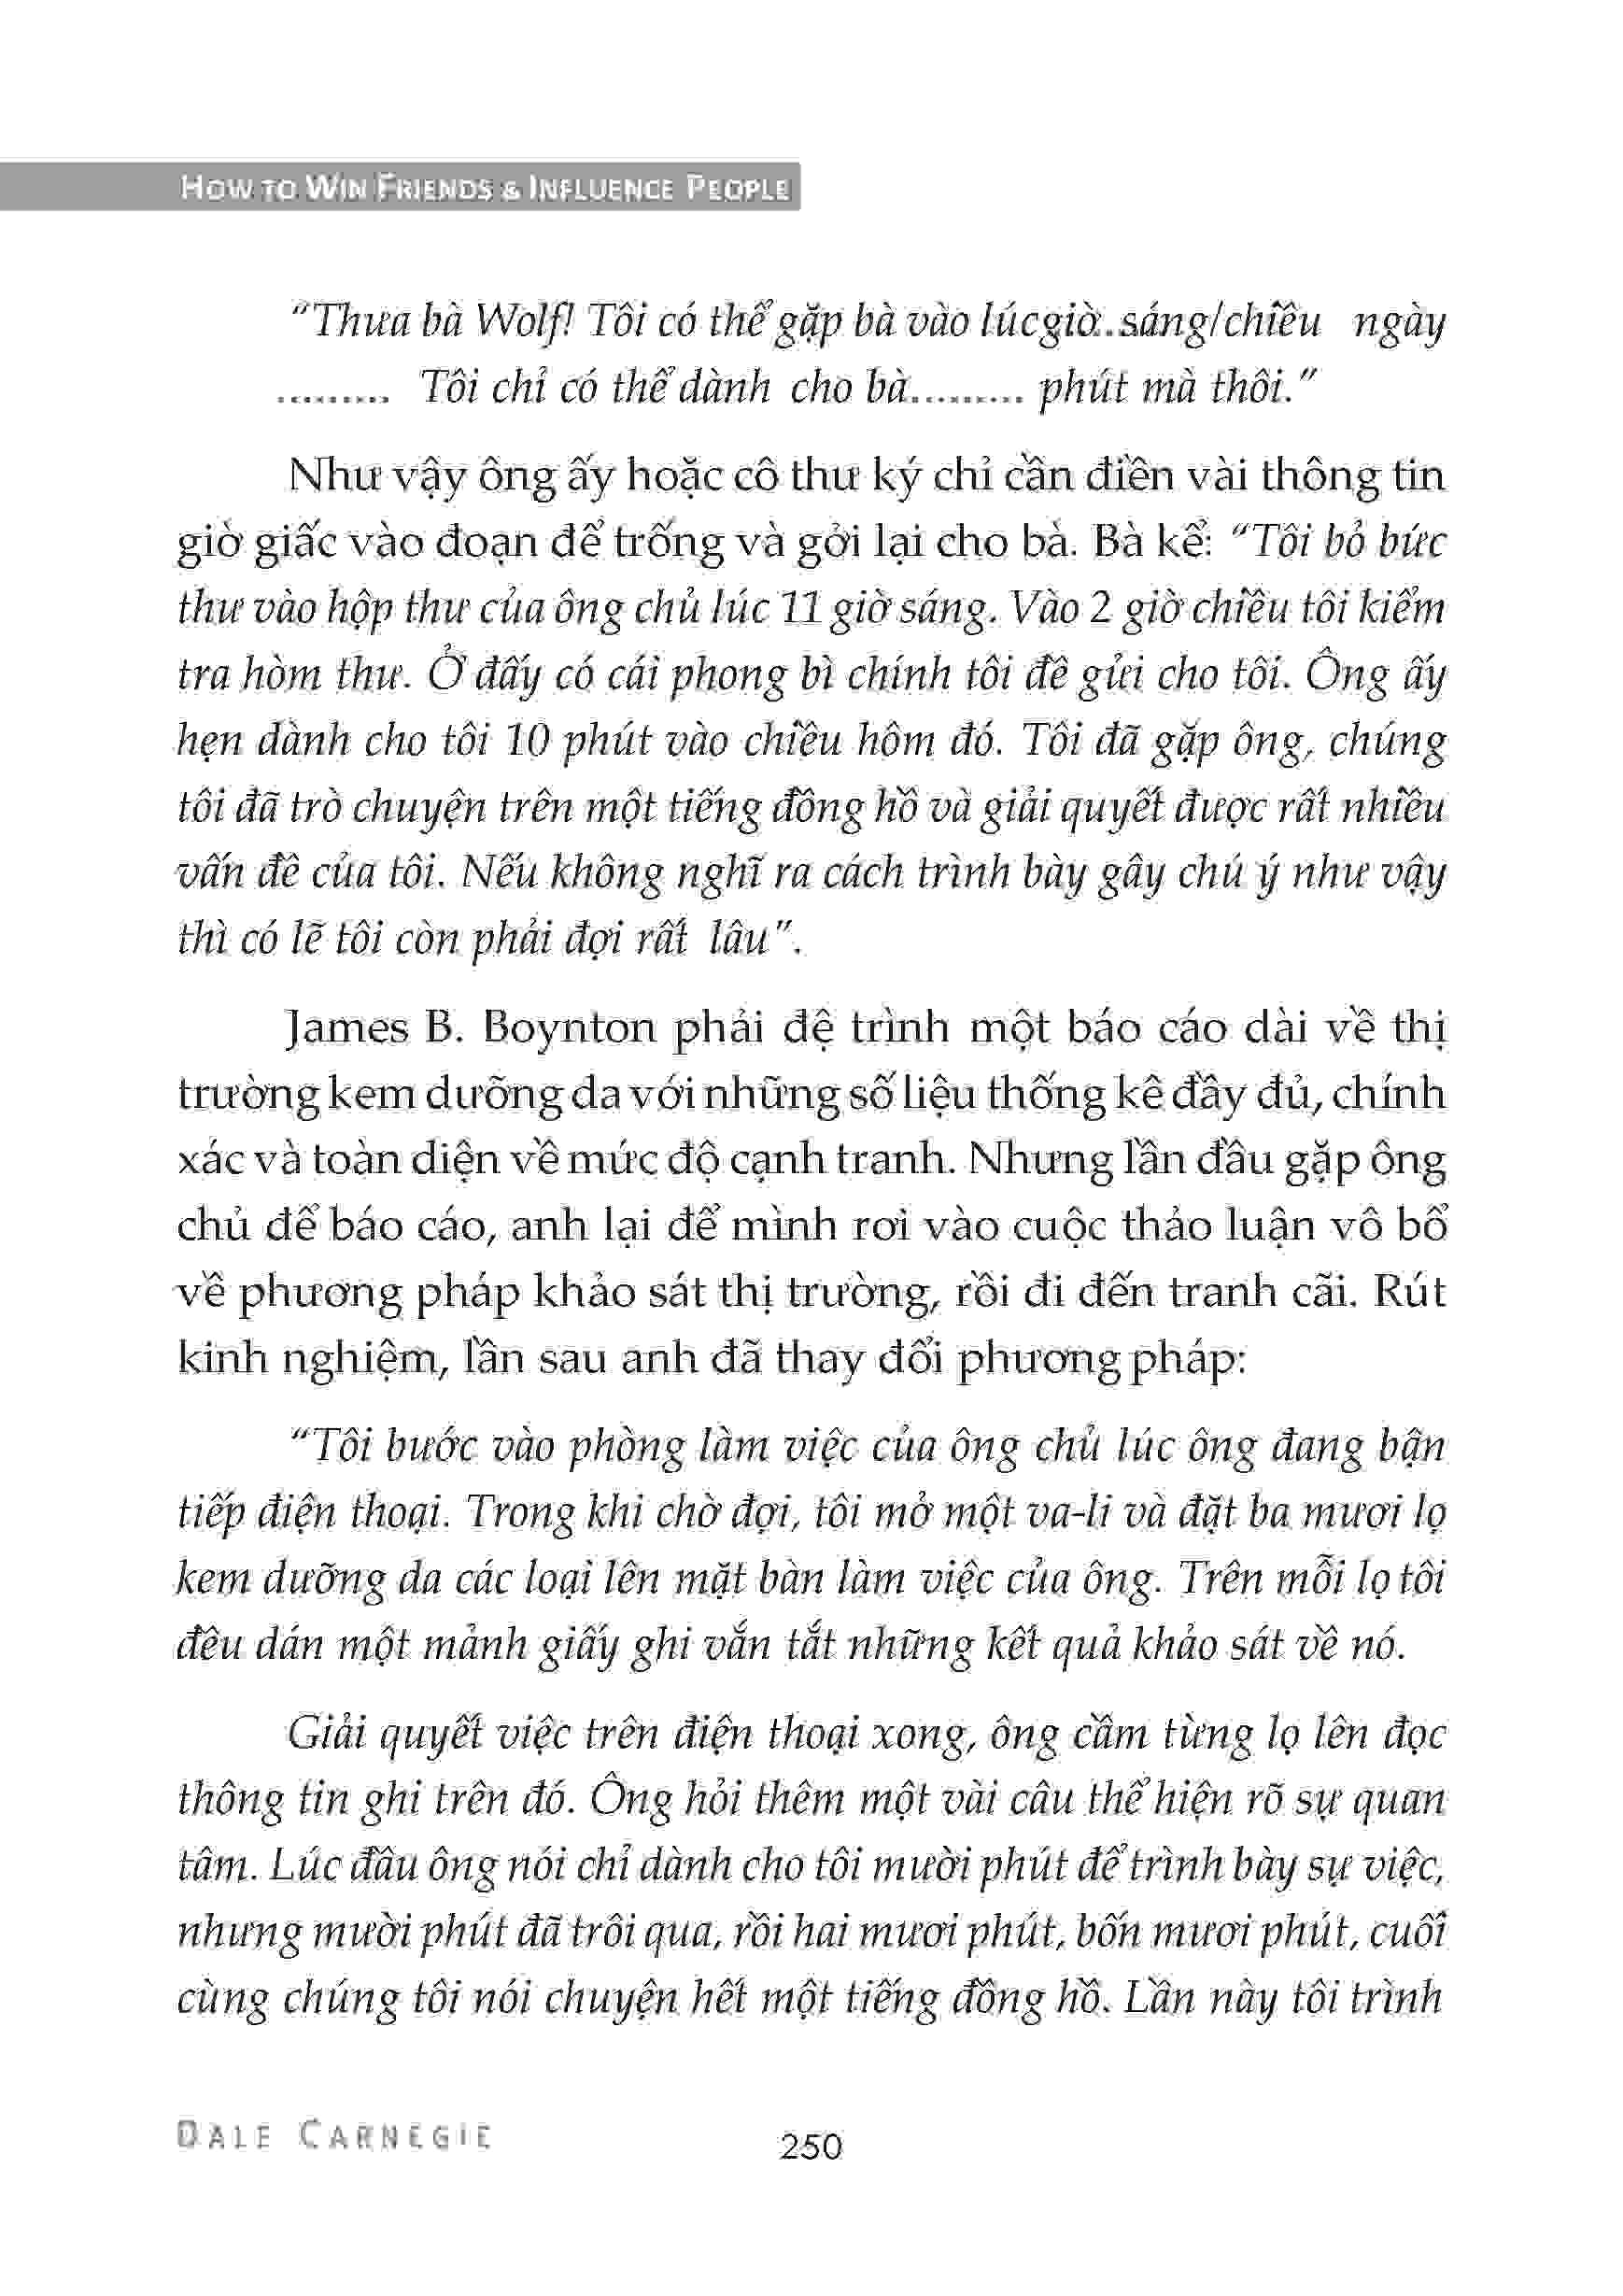 HOW TO WIN FRIENDS & INFLUENCE PEOPLE
“Thưa bà Wolf! Tôi có thể gặp bà vào lúcgiờ..sáng/chiều ngày
......... Tôi chỉ có thể dành cho bà......... phút mà thôi.”
Như vậy ông ấy hoặc cô thư ký chỉ cần điền vài thông tin
giờ giấc vào đoạn để trống và gởi lại cho bà. Bà kể: “Tôi bỏ bức
thư vào hộp thư của ông chủ lúc 11 giờ sáng. Vào 2 giờ chiều tôi kiểm
tra hòm thư. Ở đấy có cái phong bì chính tôi đề gửi cho tôi. Ông ấy
hẹn dành cho tôi 10 phút vào chiều hôm đó. Tôi đã gặp ông, chúng
tôi đã trò chuyện trên một tiếng đồng hồ và giải quyết được rất nhiều
vấn đề của tôi. Nếu không nghĩ ra cách trình bày gây chú ý như vậy
thì có lẽ tôi còn phải đợi rất lâu”.
James B. Boynton phải đệ trình một báo cáo dài về thị
trường kem dưỡng da với những số liệu thống kê đầy đủ, chính
xác và toàn diện về mức độ cạnh tranh. Nhưng lần đầu gặp ông
chủ để báo cáo, anh lại để mình rơi vào cuộc thảo luận vô bổ
về phương pháp khảo sát thị trường, rồi đi đến tranh cãi. Rút
kinh nghiệm, lần sau anh đã thay đổi phương pháp:
“Tôi bước vào phòng làm việc của ông chủ lúc ông đang bận
tiếp điện thoại. Trong khi chờ đợi, tôi mở một va-li và đặt ba mươi lọ
kem dưỡng da các loại lên mặt bàn làm việc của ông. Trên mỗi lọ tôi
đều dán một mảnh giấy ghi vắn tắt những kết quả khảo sát về nó.
Giải quyết việc trên điện thoại xong, ông cầm từng lọ lên đọc
thông tin ghi trên đó. Ông hỏi thêm một vài câu thể hiện rõ sự quan
tâm. Lúc đầu ông nói chỉ dành cho tôi mười phút để trình bày sự việc,
nhưng mười phút đã trôi qua, rồi hai mươi phút, bốn mươi phút, cuối
cùng chúng tôi nói chuyện hết một tiếng đồng hồ. Lần này tôi trình
DALE CARNEGIE
250